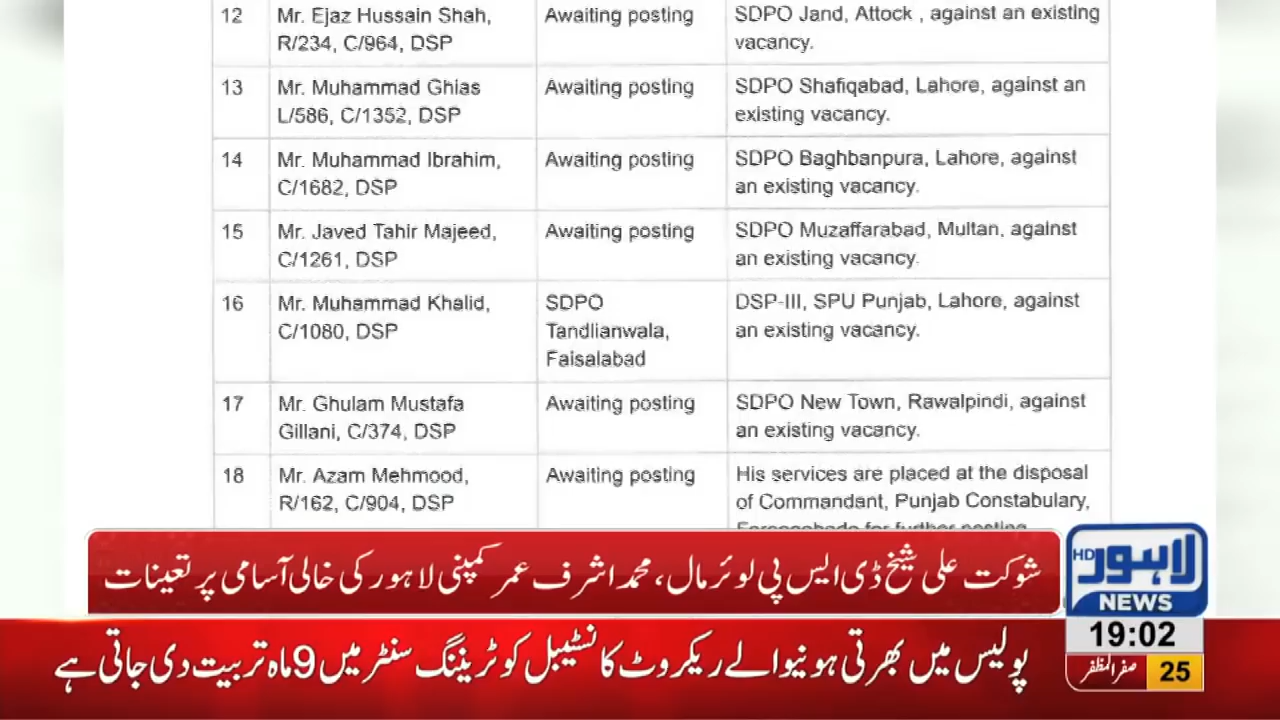 12 Mr. Ejaz Hussain Shah, Awaiting posting SDPO Jand, Attock , against an existing
R/234, C/964, DSP vacancy.
13 Mr. Muhammad Ghias Awaiting posting SDPO Shafiqabad, Lahore, against an
L/586, C/1352, DSP existing vacancy.
14 Mr. Muhammad Ibrahim, Awaiting posting SDPO Baghbanpura, Lahore, against
C/1682, DSP an existing vacancy.
15 Mr. Javed Tahir Majeed, Awaiting posting SDPO Muzaffarabad, Multan, against
C/1261, DSP an existing vacancy.
16 Mr. Muhammad Khalid, SDPO DSP-III, SPU Punjab, Lahore, against
C/1080, DSP Tandlianwala, an existing vacancy.
Faisalabad
17 Mr. Ghulam Mustafa Awaiting posting SDPO New Town, Rawalpindi, against
Gillani, C/374, DSP an existing vacancy.
18 Mr. Azam Mehmood, Awaiting posting His services are placed at the disposal
R/162, C/904, DSP of Commandant, Punjab Constabulary,
for further posting
شوکت علی شیخ ڈی ایس پی لوئر مال، محمد اشرف عمر کمپنی لاہور کی خالی آسامی پر تعینات
لاہور HD
NEWS
19:02
25 صفر المظفر
پولیس میں بھرتی ہونیوالے ریکروٹ کانسٹیبل کو ٹریننگ سنٹر میں 9 ماہ تربیت دی جاتی ہے